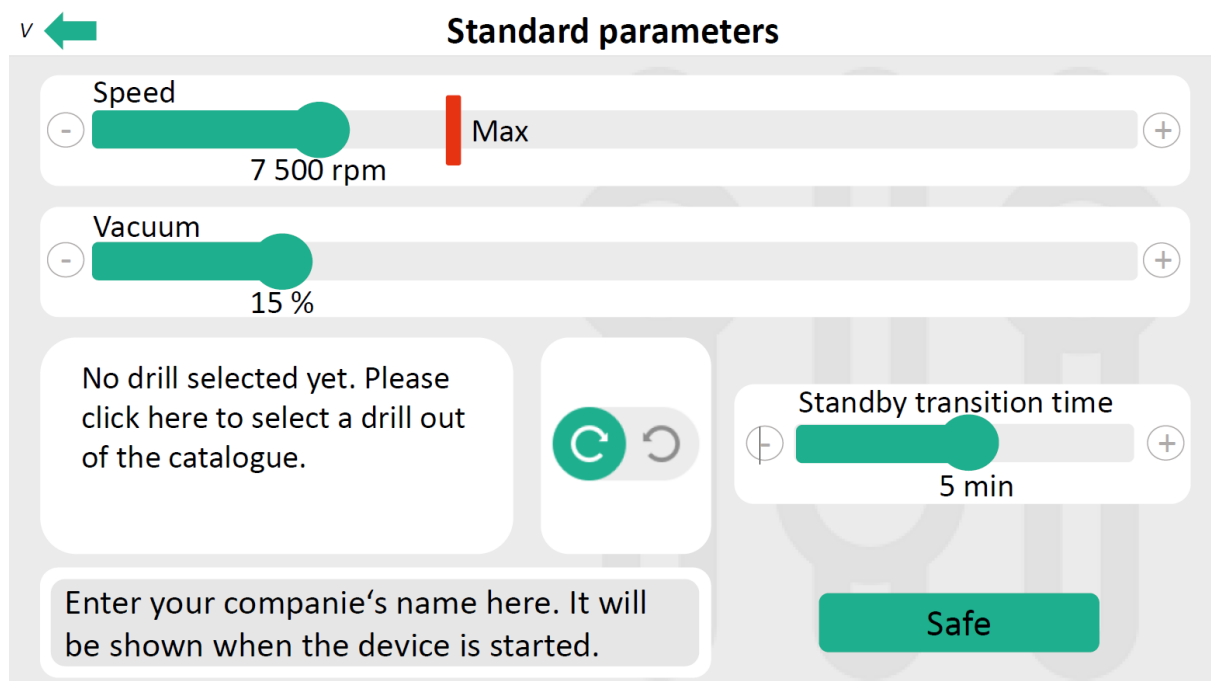 V
Standard parameters
Speed
- Max +
7 500 rpm
Vacuum
- +
15 %
No drill selected yet. Please
click here to select a drill out
of the catalogue.
Standby transition time
- +
5 min
Enter your companie‘s name here. It will
be shown when the device is started.
Safe